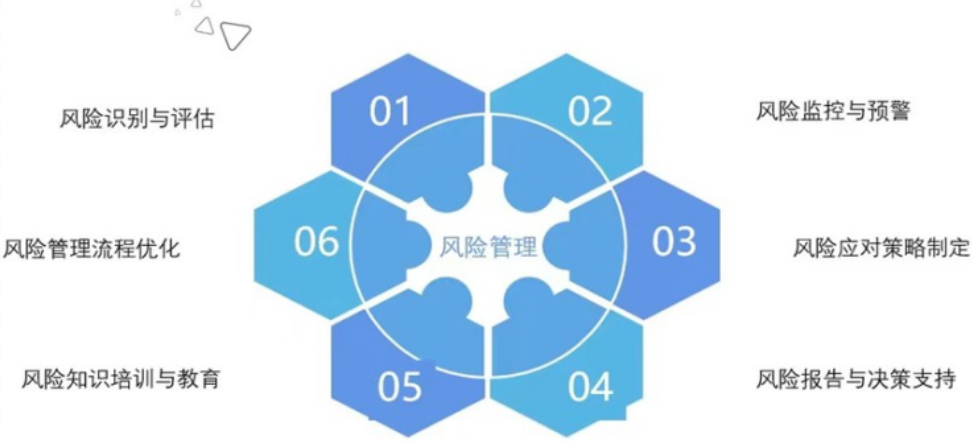 01
风险识别与评估
02
风险监控与预警
03
风险应对策略制定
04
风险报告与决策支持
05
风险知识培训与教育
06
风险管理流程优化
风险管理